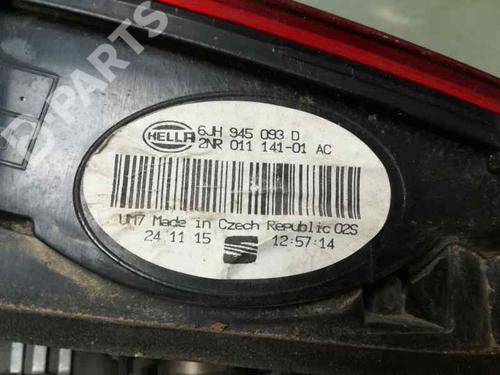 B-PARTS
HELLA
6JH 945 093 D
2NR 011 141-01 AC
UM7 Made in Czech Republic 02S
24 11 15
12:57:14